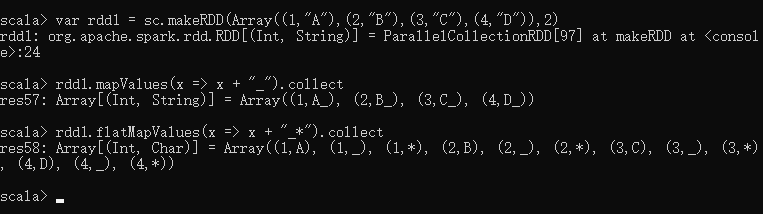 scala> var rdd1 = sc.makeRDD(Array((1,"A"),(2,"B"),(3,"C"),(4,"D")),2)
rdd1: org.apache.spark.rdd.RDD[(Int, String)] = ParallelCollectionRDD[97] at makeRDD at <consol
e>:24
scala> rdd1.mapValues(x => x + "_").collect
res57: Array[(Int, String)] = Array((1,A_), (2,B_), (3,C_), (4,D_))
scala> rdd1.flatMapValues(x => x + "_*").collect
res58: Array[(Int, Char)] = Array((1,A), (1,_), (1,*), (2,B), (2,_), (2,*), (3,C), (3,_), (3,*)
, (4,D), (4,_), (4,*))
scala>